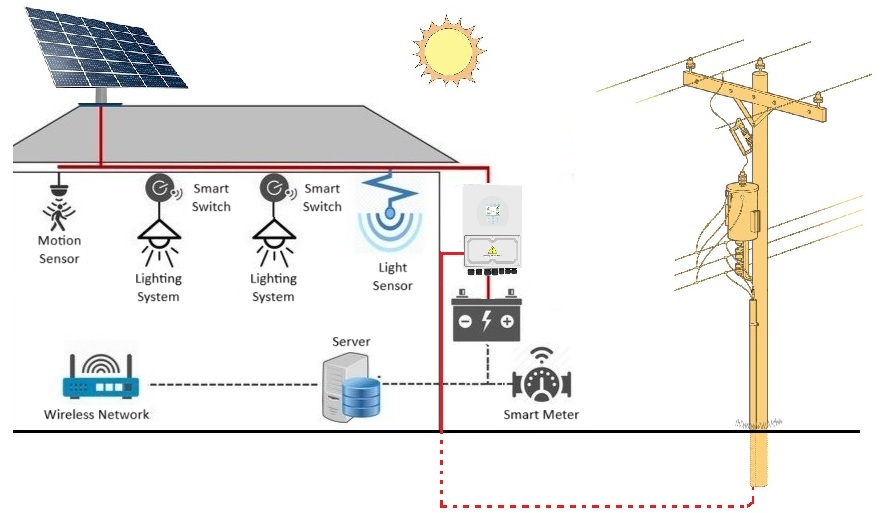 Smart
Switch
Smart
Switch
Motion
Sensor
Lighting
System
Lighting
System
Light
Sensor
Server
Wireless Network
Smart Meter